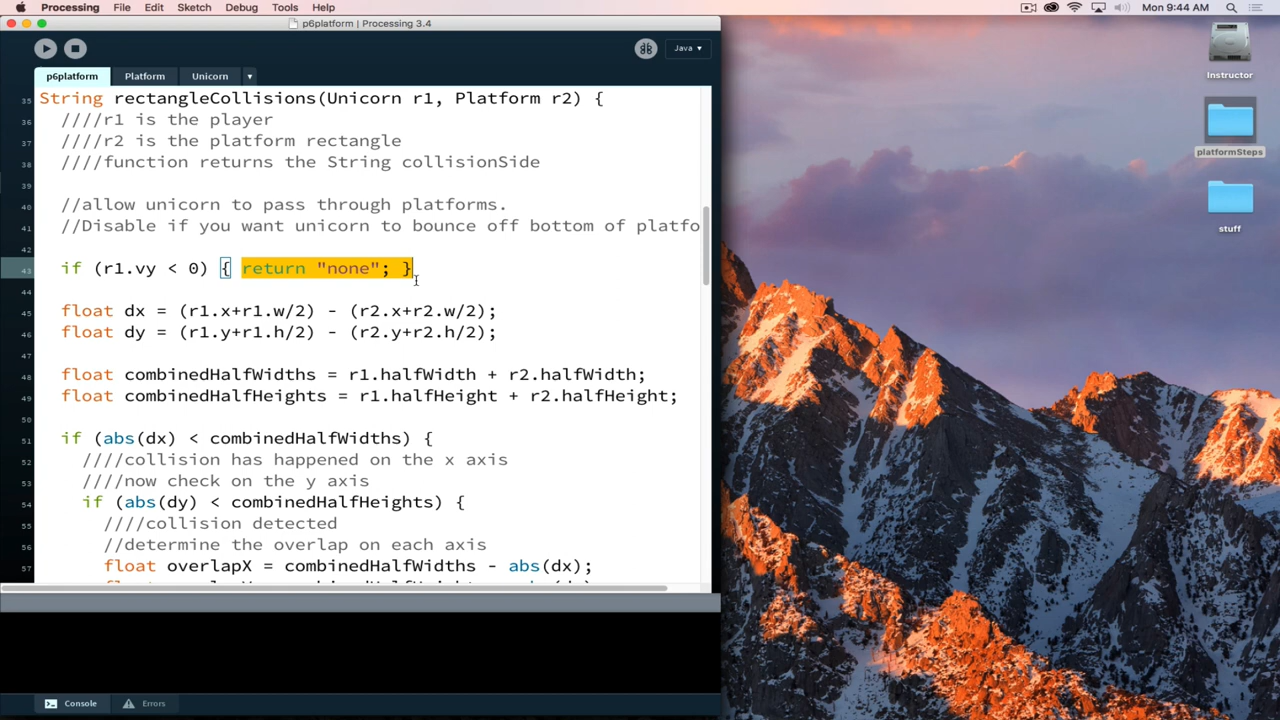 Processing File Edit Sketch Debug Tools Help Mon 9:44 AM
p6platform | Processing 3.4
Java
p6platform Platform Unicorn
35 String rectangleCollisions(Unicorn r1, Platform r2) {
36 ////r1 is the player
37 ////r2 is the platform rectangle
38 ////function returns the String collisionSide
39
40 //allow unicorn to pass through platforms.
41 //Disable if you want unicorn to bounce off bottom of platfo
42
43 if (r1.vy < 0) { return "none"; }
44
45 float dx = (r1.x+r1.w/2) - (r2.x+r2.w/2);
46 float dy = (r1.y+r1.h/2) - (r2.y+r2.h/2);
47
48 float combinedHalfWidths = r1.halfWidth + r2.halfWidth;
49 float combinedHalfHeights = r1.halfHeight + r2.halfHeight;
50
51 if (abs(dx) < combinedHalfWidths) {
52 ////collision has happened on the x axis
53 ////now check on the y axis
54 if (abs(dy) < combinedHalfHeights) {
55 ////collision detected
56 //determine the overlap on each axis
57 float overlapX = combinedHalfWidths - abs(dx);
Console Errors
Instructor
platformSteps
stuff